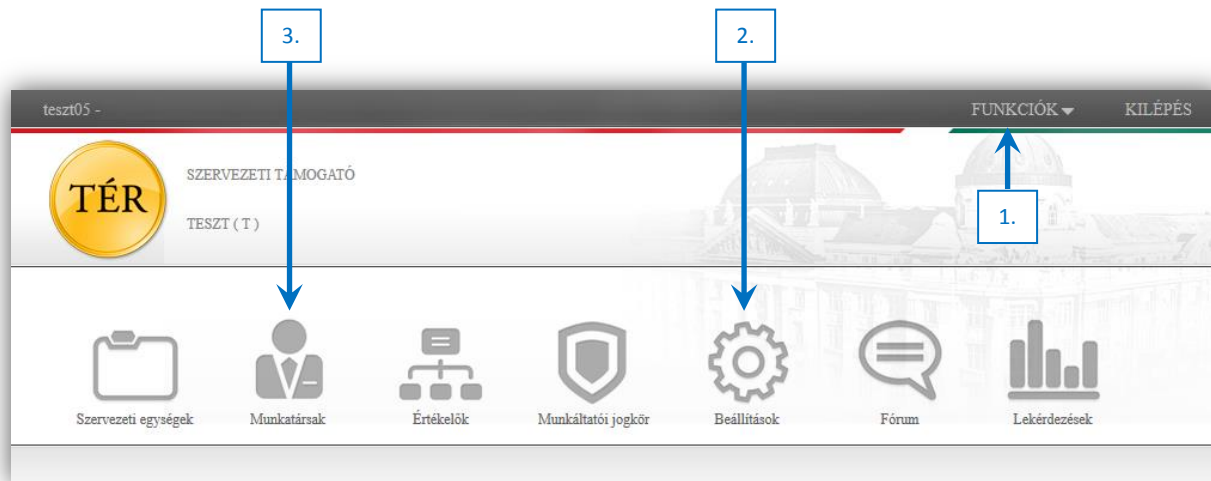 3.
2.
teszt05 -
FUNKCIÓK
KILÉPÉS
TÉR
SZERVEZETI TÁMOGATÓ
TESZT ( T )
1.
Szervezeti egységek
Munkatársak
Értékelők
Munkáltatói jogkör
Beállítások
Fórum
Lekérdezések